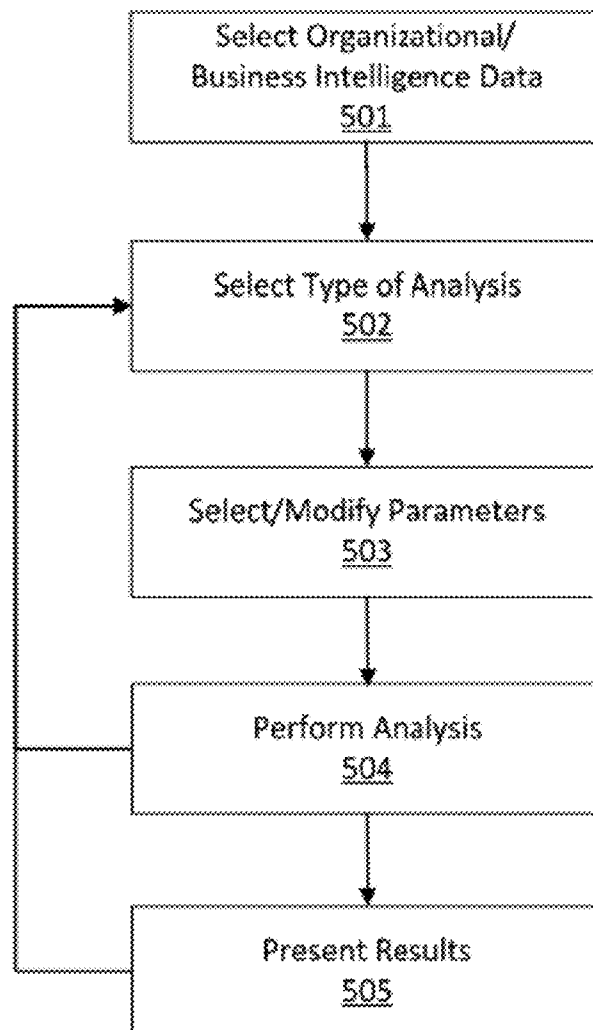 Select Organizational/
Business Intelligence Data
501
Select Type of Analysis
502
Select/Modify Parameters
503
Perform Analysis
504
Present Results
505